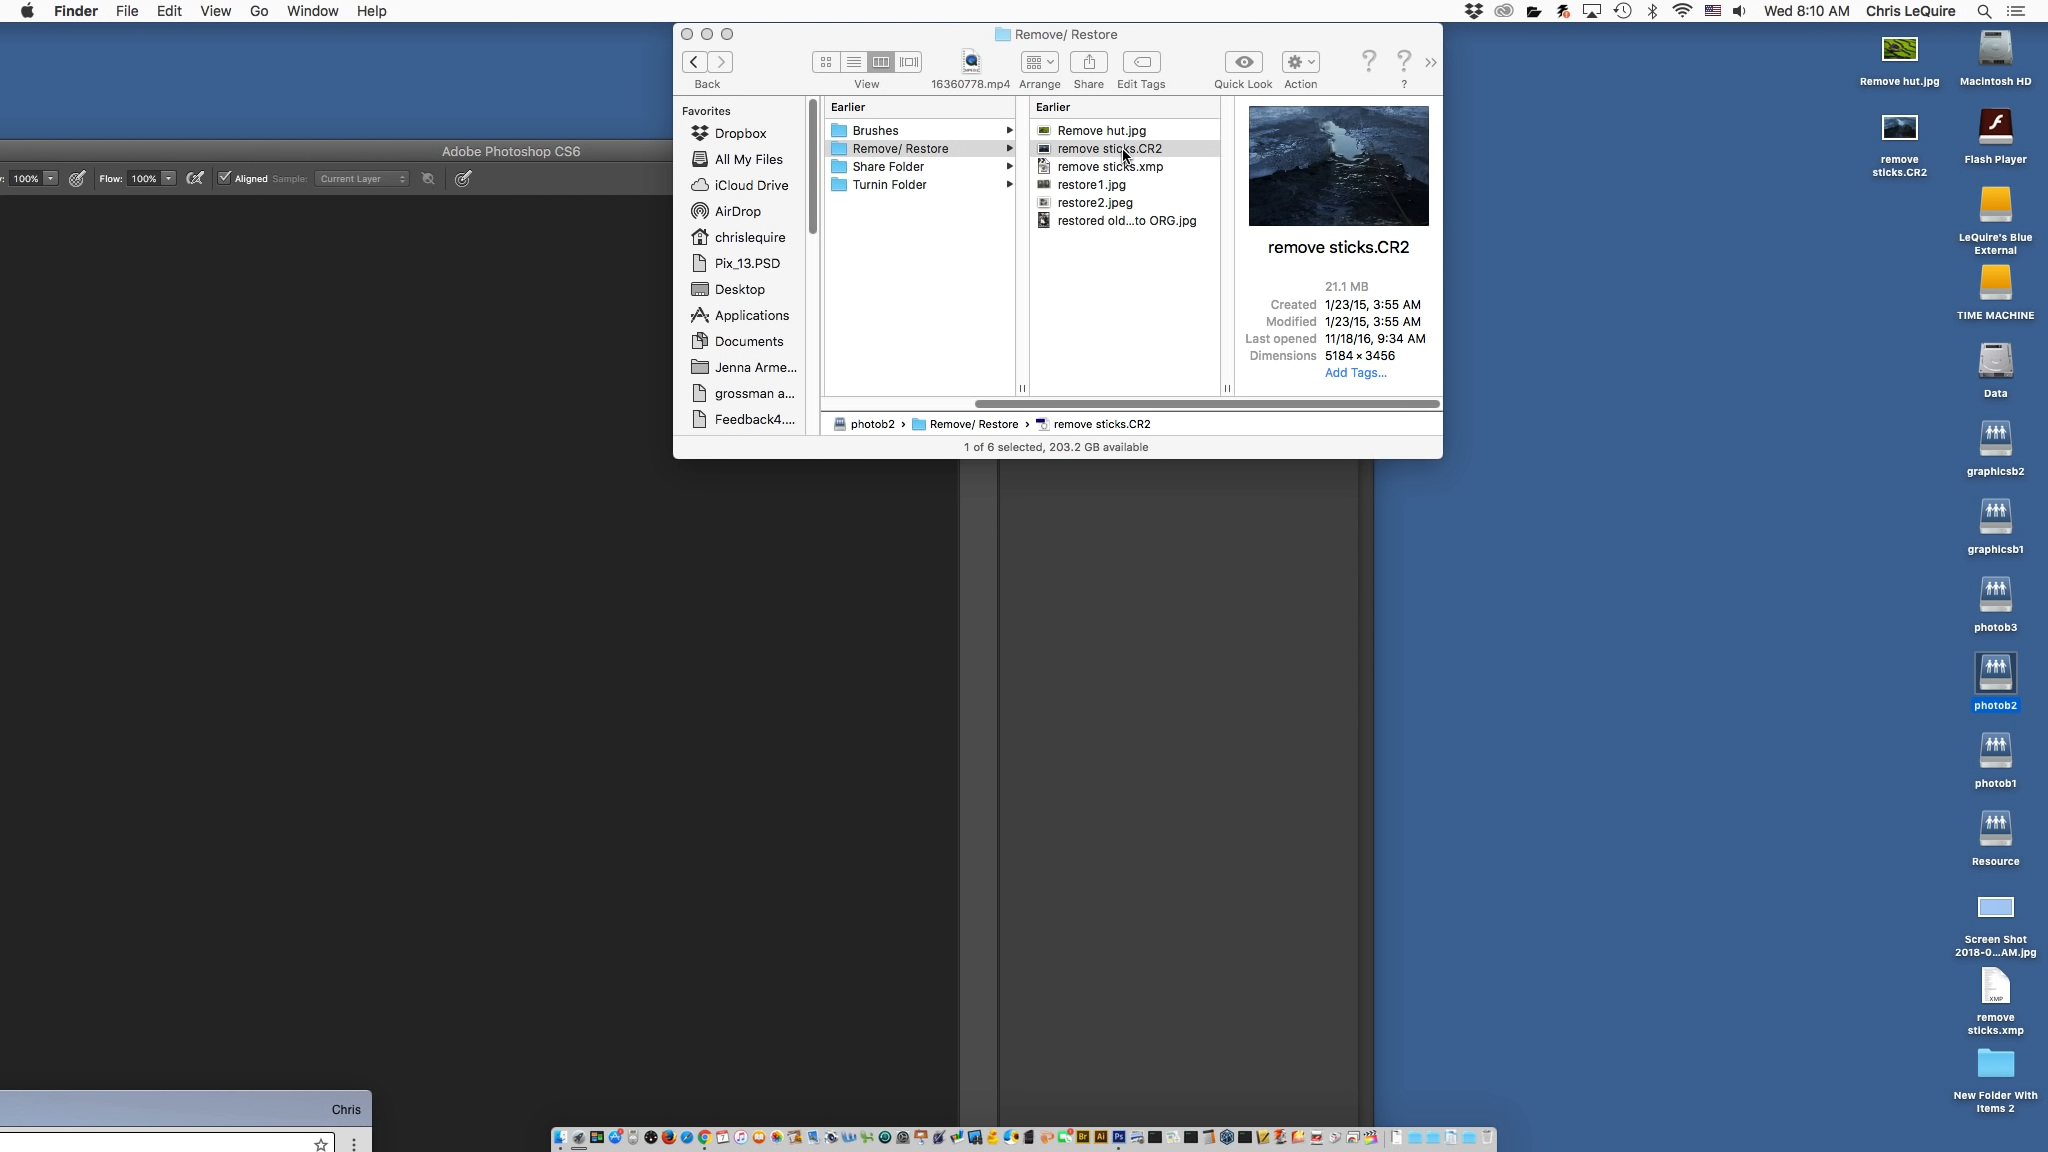 Finder File Edit View Go Window Help
Wed 8:10 AM Chris LeQuire
Remove/ Restore
Back
View
16360778.mp4
Arrange
Share
Edit Tags
Quick Look
Action
?
Favorites
Dropbox
All My Files
iCloud Drive
AirDrop
chrislequire
Pix_13.PSD
Desktop
Applications
Documents
Jenna Arme...
grossman a...
Feedback4....
Earlier
Brushes
Remove/ Restore
Share Folder
Turnin Folder
Earlier
Remove hut.jpg
remove sticks.CR2
remove sticks.xmp
restore1.jpg
restore2.jpeg
restored old...to ORG.jpg
remove sticks.CR2
21.1 MB
Created 1/23/15, 3:55 AM
Modified 1/23/15, 3:55 AM
Last opened 11/18/16, 9:34 AM
Dimensions 5184 × 3456
Add Tags...
photob2 › Remove/ Restore › remove sticks.CR2
1 of 6 selected, 203.2 GB available
Adobe Photoshop CS6
100% Flow: 100% Aligned Sample: Current Layer
Chris
Remove hut.jpg
remove
sticks.CR2
Macintosh HD
Flash Player
LeQuire's Blue
External
TIME MACHINE
Data
graphicsb2
graphicsb1
photob3
photob2
photob1
Resource
Screen Shot
2018-0...AM.jpg
XMP
remove
sticks.xmp
New Folder With
Items 2